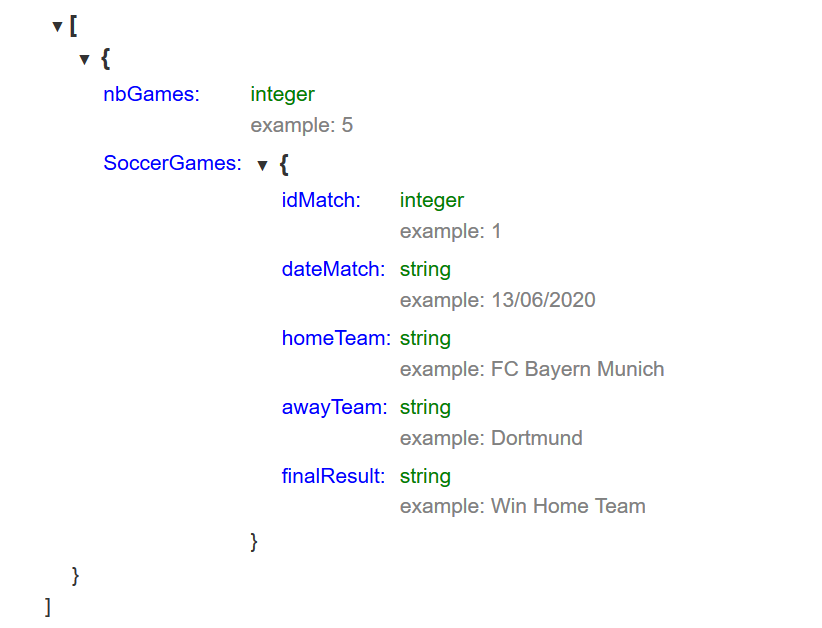 ▼ [
▼ {
nbGames: integer
example: 5
SoccerGames: ▼ {
idMatch: integer
example: 1
dateMatch: string
example: 13/06/2020
homeTeam: string
example: FC Bayern Munich
awayTeam: string
example: Dortmund
finalResult: string
example: Win Home Team
}
}
]